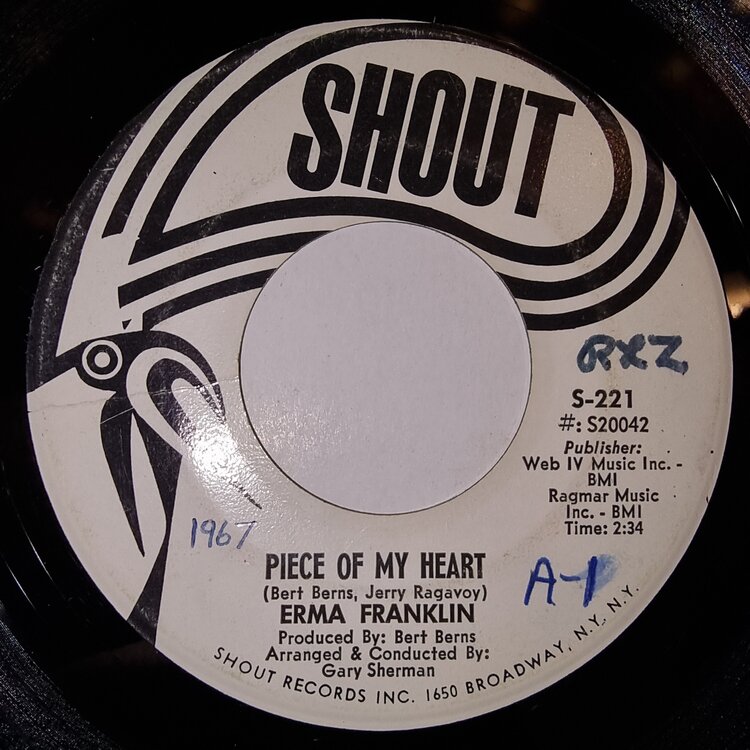 SHOUT
RXZ
S-221
#: S20042
Publisher:
Web IV Music Inc. -
BMI
Ragmar Music
Inc. - BMI
Time: 2:34
1967
A-1
PIECE OF MY HEART
(Bert Berns, Jerry Ragavoy)
ERMA FRANKLIN
Produced By: Bert Berns
Arranged & Conducted By:
Gary Sherman
SHOUT RECORDS INC. 1650 BROADWAY, N.Y. N.Y.